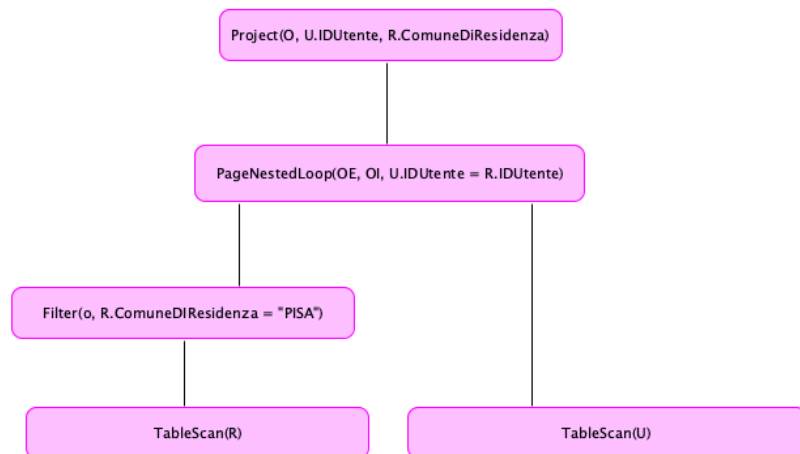 Project(O, U.IDUtente, R.ComuneDiResidenza)
PageNestedLoop(OE, OI, U.IDUtente = R.IDUtente)
Filter(o, R.ComuneDIResidenza = "PISA")
TableScan(R)
TableScan(U)